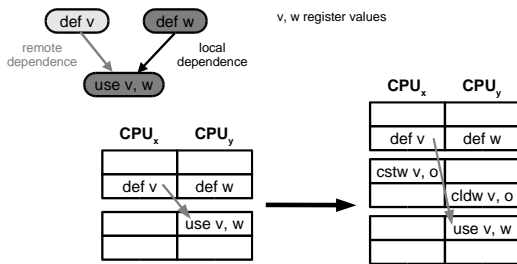 def v
def w
v, w register values
remote
dependence
local
dependence
use v, w
CPUx
CPUy
def v
def w
use v, w
CPUx
CPUy
def v
def w
cstw v, o
cldw v, o
use v, w